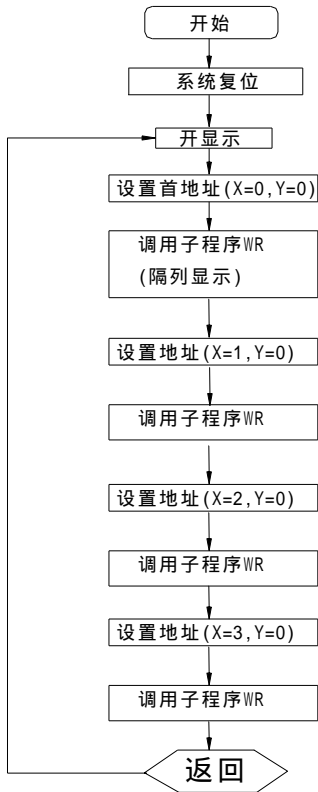 开始
系统复位
开显示
设置首地址(X=0,Y=0)
调用子程序WR
(隔列显示)
设置地址(X=1,Y=0)
调用子程序WR
设置地址(X=2,Y=0)
调用子程序WR
设置地址(X=3,Y=0)
调用子程序WR
返回